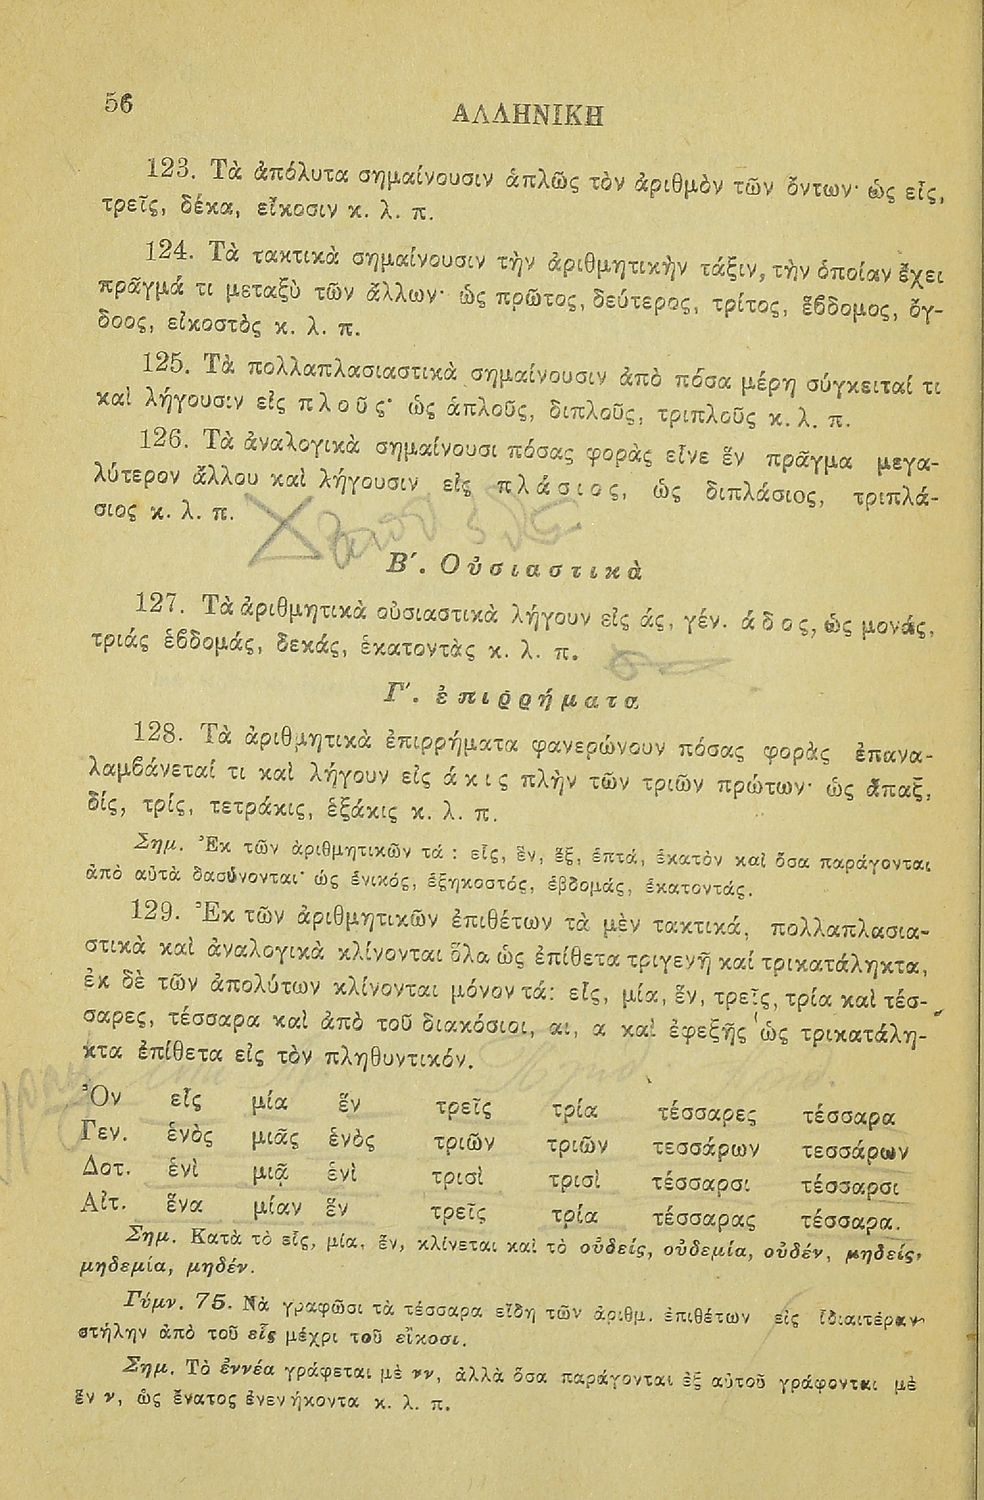 56
ΑΛΛΗΝΙΚΗ
123. Τὰ ἀπόλυτα σημαίνουσιν ἁπλῶς τὸν ἀριθμὸν τῶν ὄντων· ὡς εἷς,
τρεῖς, δέκα, εἴκοσιν κ. λ. π.
124. Τὰ τακτικὰ σημαίνουσιν τὴν ἀριθμητικὴν τάξιν, τὴν ὁποίαν ἔχει
πρᾶγμά τι μεταξὺ τῶν ἄλλων· ὡς πρῶτος, δεύτερος, τρίτος, ἕβδομος, ὄγ-
δοος, εἰκοστὸς κ. λ. π.
125. Τὰ πολλαπλασιαστικὰ σημαίνουσιν ἀπὸ πόσα μέρη σύγκειταί τι
καὶ λήγουσιν εἰς πλοῦς· ὡς ἁπλοῦς, διπλοῦς, τριπλοῦς κ. λ. π.
126. Τὰ ἀναλογικὰ σημαίνουσι πόσας φορὰς εἶνε ἓν πρᾶγμα μεγα-
λύτερον ἄλλου καὶ λήγουσιν εἰς πλάσιος, ὡς διπλάσιος, τριπλά-
σιος κ. λ. π.
Β΄. Οὐσιαστικὰ
127. Τὰ ἀριθμητικὰ οὐσιαστικὰ λήγουν εἰς άς, γέν. άδος, ὡς μονάς,
τριάς ἑβδομάς, δεκάς, ἑκατοντὰς κ. λ. π.
Γ΄. ἐπιῤῥήματα
128. Τὰ ἀριθμητικὰ ἐπιρρήματα φανερώνουν πόσας φορὰς ἐπανα-
λαμβάνεταί τι καὶ λήγουν εἰς άκις πλὴν τῶν τριῶν πρώτων· ὡς ἅπαξ,
δίς, τρίς, τετράκις, ἑξάκις κ. λ. π.
Σημ. Ἐκ τῶν ἀριθμητικῶν τά : εἷς, ἓν, ἕξ, ἑπτά, ἑκατὸν καὶ ὅσα παράγονται
ἀπὸ αὐτὰ δασύνονται· ὡς ἑνικός, ἑξηκοστός, ἑβδομάς, ἑκατοντάς.
129. Ἐκ τῶν ἀριθμητικῶν ἐπιθέτων τὰ μὲν τακτικά, πολλαπλασια-
στικὰ καὶ ἀναλογικὰ κλίνονται ὅλα ὡς ἐπίθετα τριγενῆ καί τρικατάληκτα,
ἐκ δὲ τῶν ἀπολύτων κλίνονται μόνον τά: εἷς, μία, ἕν, τρεῖς, τρία καὶ τέσ-
σαρες, τέσσαρα καὶ ἀπὸ τοῦ διακόσιοι, αι, α καὶ ἐφεξῆς ὡς τρικατάλη-
κτα ἐπίθετα εἰς τὸν πληθυντικόν.
Ὀν εἷς μία ἓν τρεῖς τρία τέσσαρες τέσσαρα
Γεν. ἑνὸς μιᾶς ἑνὸς τριῶν τριῶν τεσσάρων τεσσάρων
Δοτ. ἑνὶ μιᾷ ἑνὶ τρισὶ τρισὶ τέσσαρσι τέσσαρσι
Αἰτ. ἕνα μίαν ἓν τρεῖς τρία τέσσαρας τέσσαρα.
Σημ. Κατὰ τὸ εἷς, μία, ἕν, κλίνεται καὶ τὸ οὐδείς, οὐδεμία, οὐδέν, μηδείς,
μηδεμία, μηδέν.
Γύμν. 75. Νὰ γραφῶσι τὰ τέσσαρα εἴδη τῶν ἀριθμ. ἐπιθέτων εἰς ἰδιαιτέραν
στήλην ἀπὸ τοῦ εἷς μέχρι τοῦ εἴκοσι.
Σημ. Τὸ ἐννέα γράφεται μὲ νν, ἀλλὰ ὅσα παράγονται ἐξ αὐτοῦ γράφονται μὲ
ἓν ν, ὡς ἔνατος ἐνενήκοντα κ. λ. π.